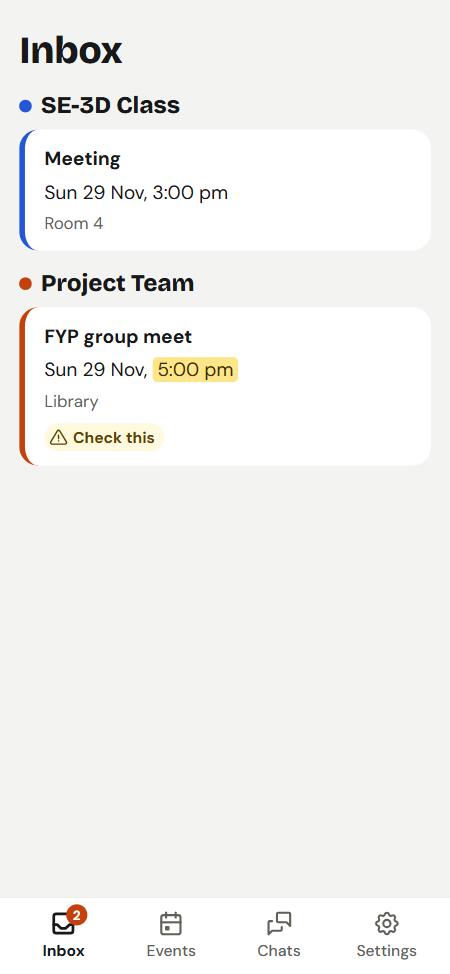 Inbox
SE-3D Class
Meeting
Sun 29 Nov, 3:00 pm
Room 4
Project Team
FYP group meet
Sun 29 Nov, 5:00 pm
Library
Check this
2
Inbox
Events
Chats
Settings